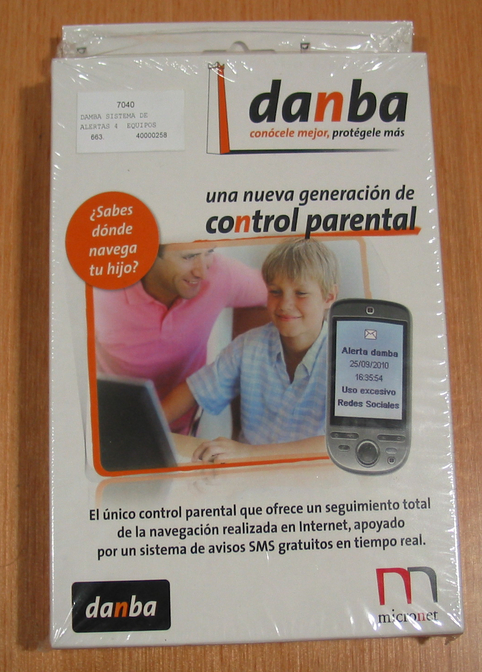 7040
DAMBA SISTEMA DE
ALERTAS 4 EQUIPOS
663 40000258
danba
conócele mejor, protégele más
una nueva generación de
control parental
¿Sabes
dónde
navega
tu hijo?
Alerta damba
25/09/2010
16:35:54
Uso excesivo
Redes Sociales
El único control parental que ofrece un seguimiento total
de la navegación realizada en Internet, apoyado
por un sistema de avisos SMS gratuitos en tiempo real.
danba
micronet